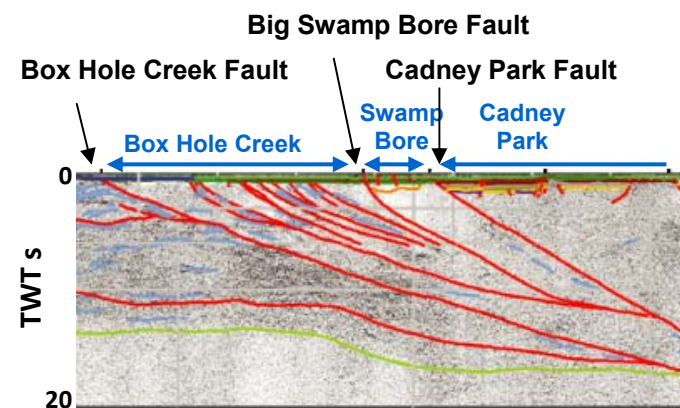 Big Swamp Bore Fault
Box Hole Creek Fault
Cadney Park Fault
Box Hole Creek
Swamp
Bore
Cadney
Park
0
TWT s
20